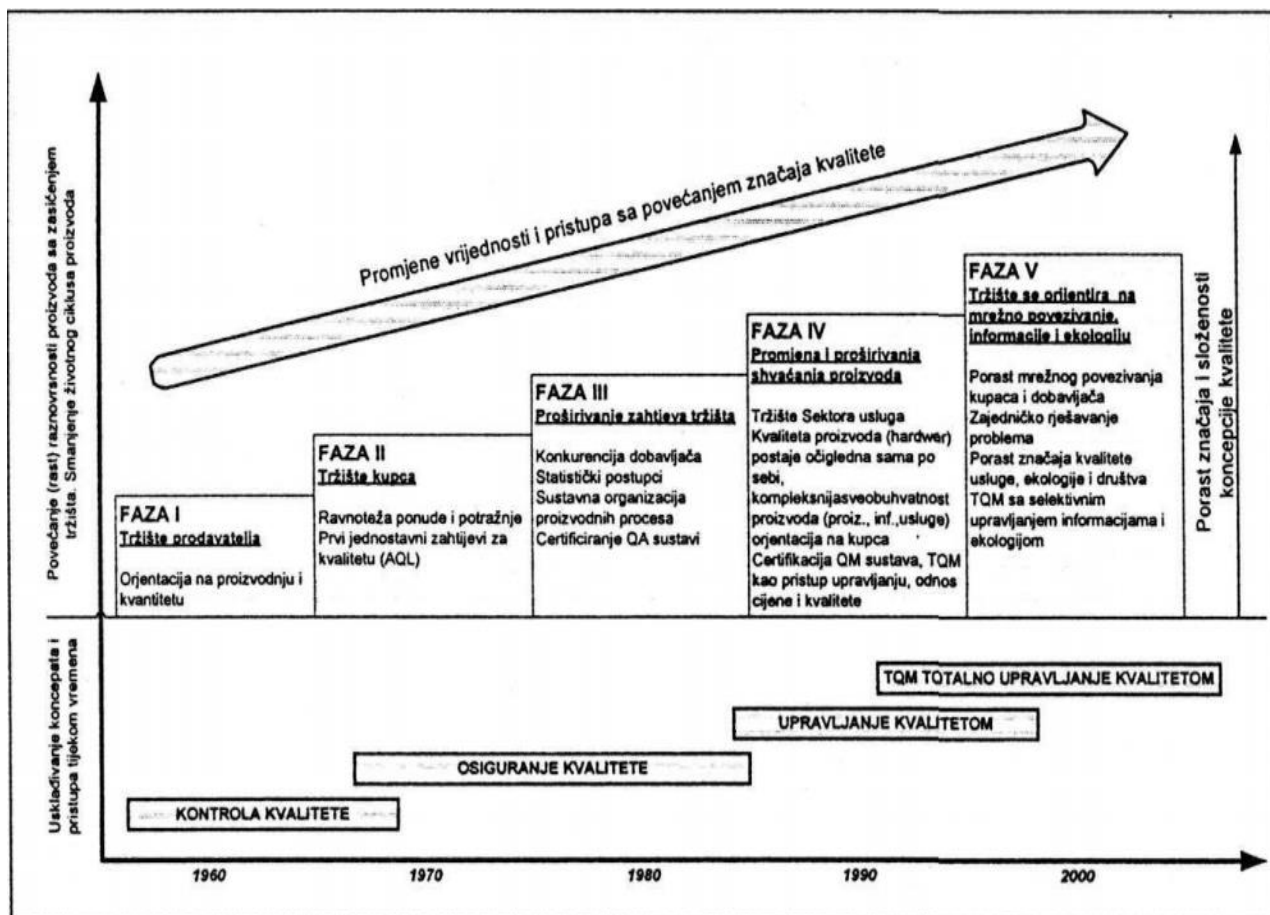 Povećanje (rast) raznovrsnosti proizvoda sa zasićenjem
tržišta. Smanjenje životnog ciklusa proizvoda
Promjene vrijednosti i pristupa sa povećanjem značaja kvalitete
FAZA I
Tržište prodavatelja
Orjentacija na proizvodnju i
kvantitetu
FAZA II
Tržište kupca
Ravnoteža ponude i potražnje
Prvi jednostavni zahtijevi za
kvalitetu (AQL)
FAZA III
Proširivanje zahtjeva tržišta
Konkurencija dobavljača
Statistički postupci
Sustavna organizacija
proizvodnih procesa
Certificiranje QA sustavi
FAZA IV
Promjena i proširivanja
shvaćanja proizvoda
Tržište Sektora usluga
Kvaliteta proizvoda (hardwer)
postaje očigledna sama po
sebi,
kompleksnijasveobuhvatnost
proizvoda (proiz., inf.,usluge)
orjentacija na kupca
Certifikacija QM sustava, TQM
kao pristup upravljanju, odnos
cijene i kvalitete
FAZA V
Tržište se orijentira na
mrežno povezivanje,
informacije i ekologiju
Porast mrežnog povezivanja
kupaca i dobavljača
Zajedničko rješavanje
problema
Porast značaja kvalitete
usluge, ekologije i društva
TQM sa selektivnim
upravljanjem informacijama i
ekologijom
Porast značaja i složenosti
koncepcije kvalitete
Usklađivanje koncepata i
pristupa tijekom vremena
TQM TOTALNO UPRAVLJANJE KVALITETOM
UPRAVLJANJE KVALITETOM
OSIGURANJE KVALITETE
KONTROLA KVALITETE
1960
1970
1980
1990
2000